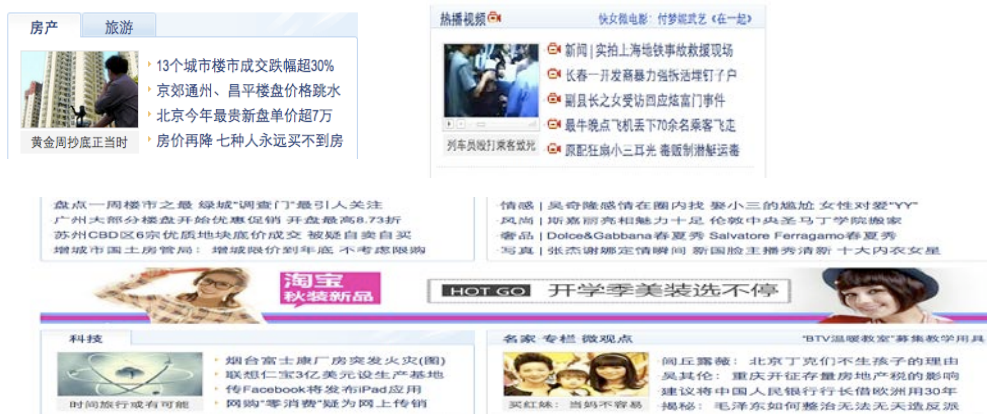 房产 旅游
13个城市楼市成交跌幅超30%
京郊通州、昌平楼盘价格跳水
北京今年最贵新盘单价超7万
房价再降 七种人永远买不到房
黄金周抄底正当时
热播视频 快女微电影：付梦妮武艺《在一起》
新闻 | 实拍上海地铁事故救援现场
长春一开发商暴力强拆活埋钉子户
副县长之女受访回应炫富门事件
最牛晚点飞机丢下70余名乘客飞走
原配狂扇小三耳光 毒贩制潜艇运毒
列车员殴打乘客致死
盘点一周楼市之最 绿城"调查门"最引人关注
广州大部分楼盘开始优惠促销 开盘最高8.73折
苏州CBD区6宗优质地块底价成交 被疑自卖自买
增城市国土房管局：增城限价到年底 不考虑限购
情感 | 吴奇隆感情在圈内找 娶小三的尴尬 女性对爱"YY"
风尚 | 斯嘉丽亮相魅力十足 伦敦中央圣马丁学院搬家
奢品 | Dolce&Gabbana春夏秀 Salvatore Ferragamo春夏秀
写真 | 张杰谢娜定情瞬间 新国脸主播秀清新 十大内衣女星
淘宝
秋装新品
HOT GO 开学季美装选不停
科技
烟台富士康厂房突发火灾(图)
联想仁宝3亿美元设生产基地
传Facebook将发布iPad应用
网购"零消费"疑为网上传销
时间旅行或有可能
名家 专栏 微观点 "BTV温暖教室"募集教学用具
闾丘露薇：北京丁克们不生孩子的理由
吴其伦：重庆开征存量房地产税的影响
建议将中国人民银行行长借欧洲用30年
揭秘：毛泽东如何整治无法无天造反派
买红妹：当妈不容易